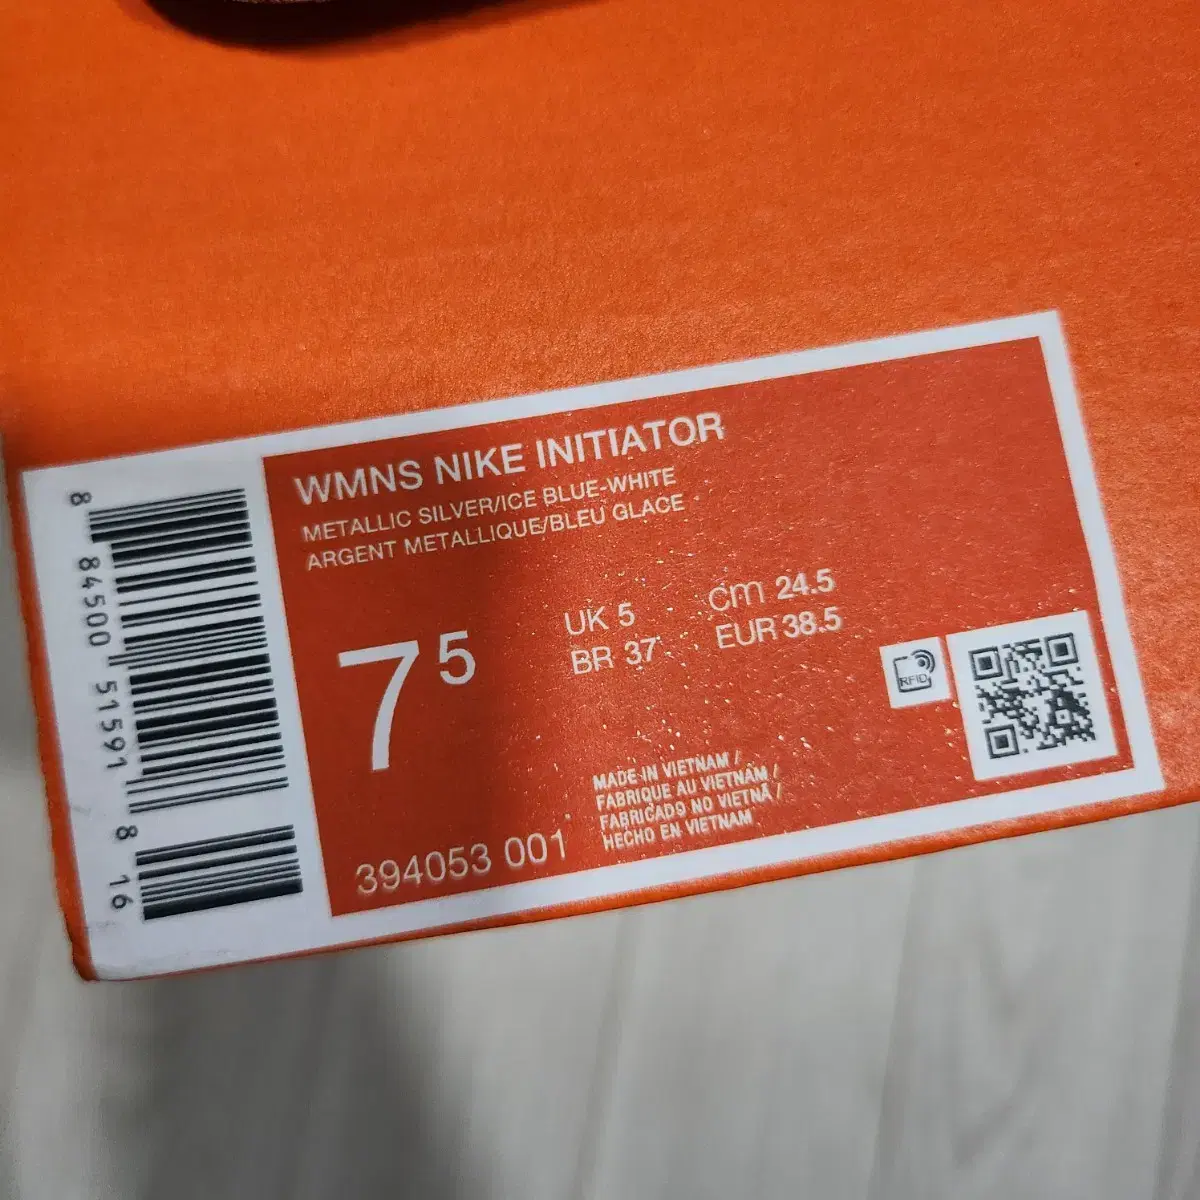 WMNS NIKE INITIATOR
METALLIC SILVER/ICE BLUE-WHITE
ARGENT METALLIQUE/BLEU GLACE
7 5
UK 5
BR 37
cm 24.5
EUR 38.5
RFID
MADE IN VIETNAM /
FABRIQUE AU VIETNAM /
FABRICADO NO VIETNÃ /
HECHO EN VIETNAM
394053 001
8 84500 51591 8 16